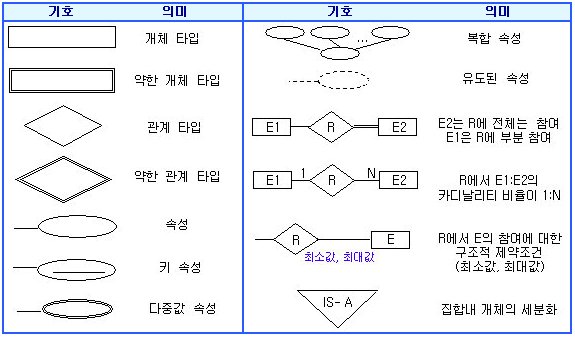 기호 의미 기호 의미
개체 타입
약한 개체 타입
관계 타입
약한 관계 타입
속성
키 속성
다중값 속성
...
복합 속성
유도된 속성
E1 R E2
E2는 R에 전체는 참여
E1은 R에 부분 참여
E1 1 R N E2
R에서 E1:E2의
카디날리티 비율이 1:N
R E
최소값, 최대값
R에서 E의 참여에 대한
구조적 제약조건
(최소값, 최대값)
IS- A
집합내 개체의 세분화